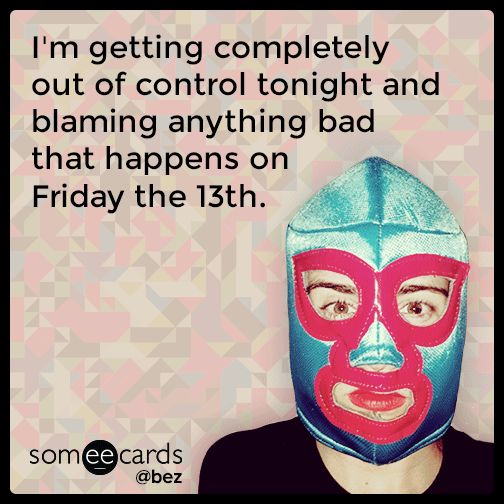 I'm getting completely
out of control tonight and
blaming anything bad
that happens on
Friday the 13th.
someecards
@bez